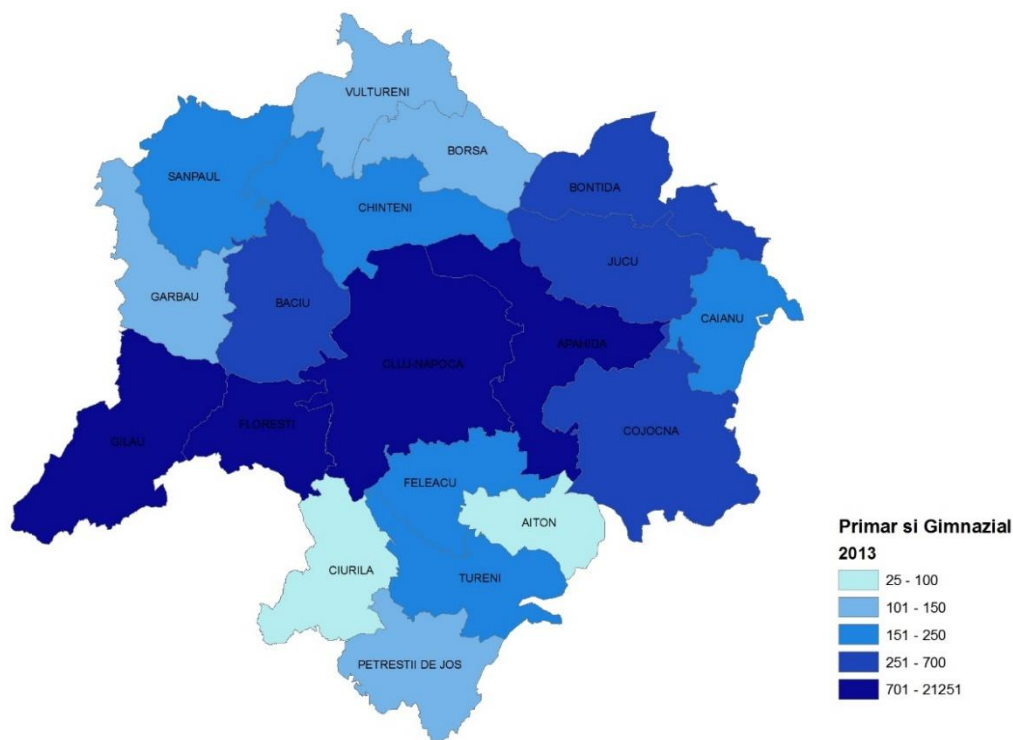 VULTURENI
BORSA
SANPAUL
BONTIDA
CHINTENI
JUCU
GARBAU
BACIU
CAIANU
APAHIDA
CLUJ-NAPOCA
FLORESTI
GILAU
COJOCNA
FELEACU
AITON
CIURILA
TURENI
PETRESTII DE JOS
Primar si Gimnazial
2013
25 - 100
101 - 150
151 - 250
251 - 700
701 - 21251